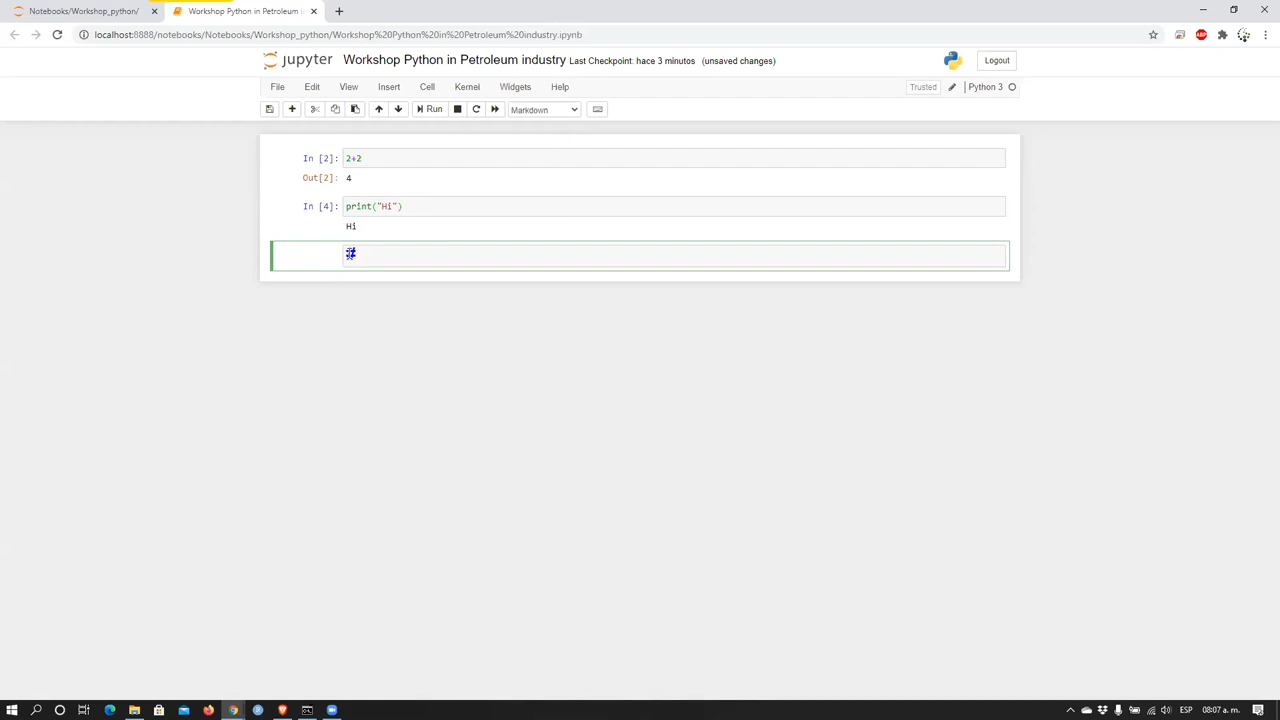 Notebooks/Workshop_python/
Workshop Python in Petroleum i
localhost:8888/notebooks/Notebooks/Workshop_python/Workshop%20Python%20in%20Petroleum%20industry.ipynb
ABP
jupyter Workshop Python in Petroleum industry Last Checkpoint: hace 3 minutos (unsaved changes)
Logout
File Edit View Insert Cell Kernel Widgets Help
Trusted
Python 3
Run
Markdown
In [2]: 2+2
Out[2]: 4
In [4]: print("Hi")
Hi
ESP
08:07 a. m.